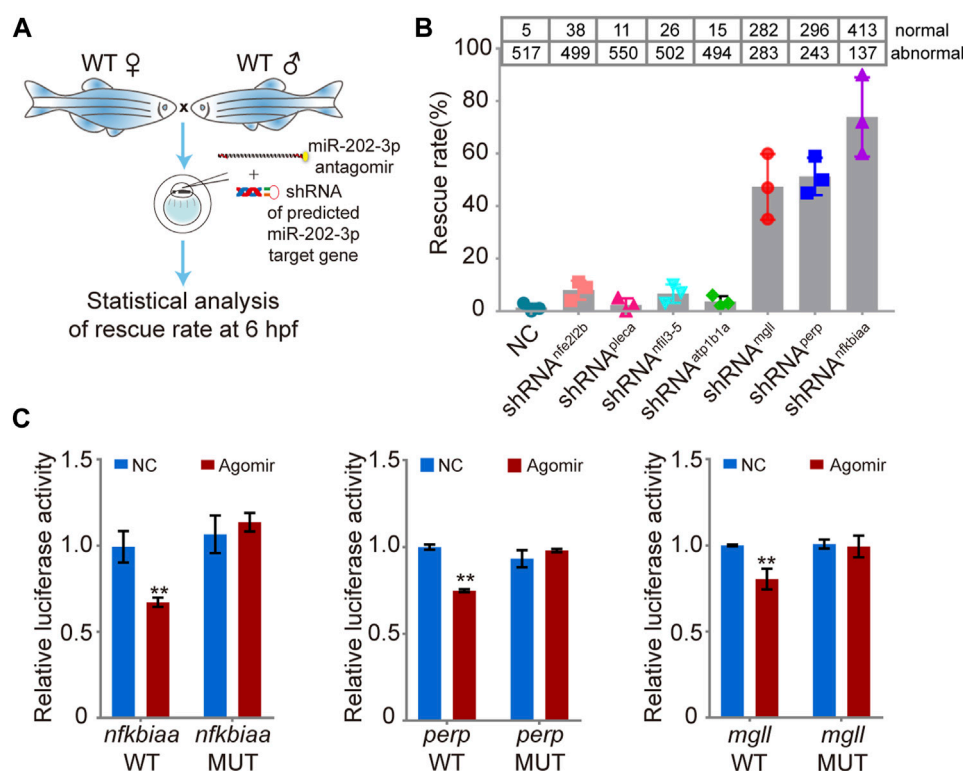 A
WT ♀ WT ♂
x
miR-202-3p
antagomir
+
shRNA
of predicted
miR-202-3p
target gene
Statistical analysis
of rescue rate at 6 hpf
B
5 38 11 26 15 282 296 413 normal
517 499 550 502 494 283 243 137 abnormal
Rescue rate(%)
100
80
60
40
20
0
NC shRNAnfe2l2b shRNApleca shRNAnfil3-5 shRNAatp1b1a shRNAmgll shRNAperp shRNAnfkbiaa
C
Relative luciferase activity
1.5
1.0
0.5
0
NC Agomir
**
nfkbiaa nfkbiaa
WT MUT
Relative luciferase activity
1.5
1.0
0.5
0
NC Agomir
**
perp perp
WT MUT
Relative luciferase activity
1.5
1.0
0.5
0
NC Agomir
**
mgll mgll
WT MUT